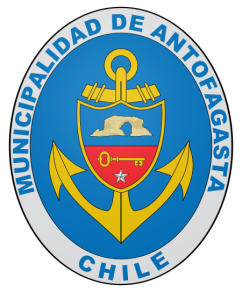 MUNICIPALIDAD DE ANTOFAGASTA
CHILE